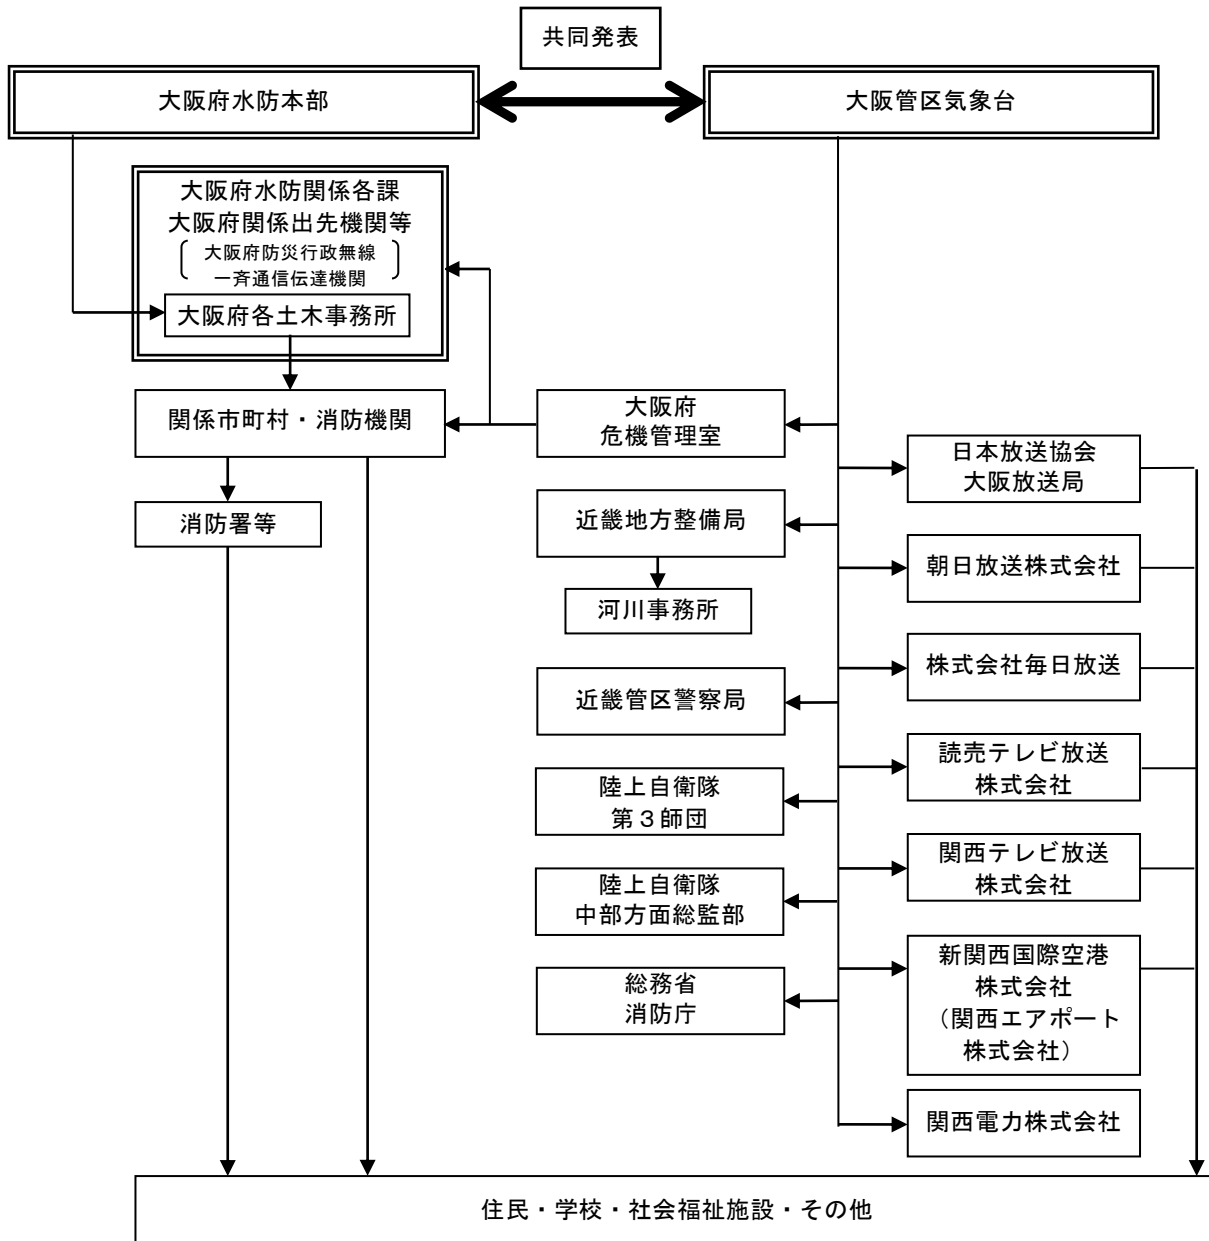 共同発表
大阪府水防本部
大阪管区気象台
大阪府水防関係各課
大阪府関係出先機関等
大阪府防災行政無線
一斉通信伝達機関
大阪府各土木事務所
関係市町村・消防機関
消防署等
大阪府
危機管理室
近畿地方整備局
河川事務所
近畿管区警察局
陸上自衛隊
第３師団
陸上自衛隊
中部方面総監部
総務省
消防庁
日本放送協会
大阪放送局
朝日放送株式会社
株式会社毎日放送
読売テレビ放送
株式会社
関西テレビ放送
株式会社
新関西国際空港
株式会社
（関西エアポート
株式会社）
関西電力株式会社
住民・学校・社会福祉施設・その他